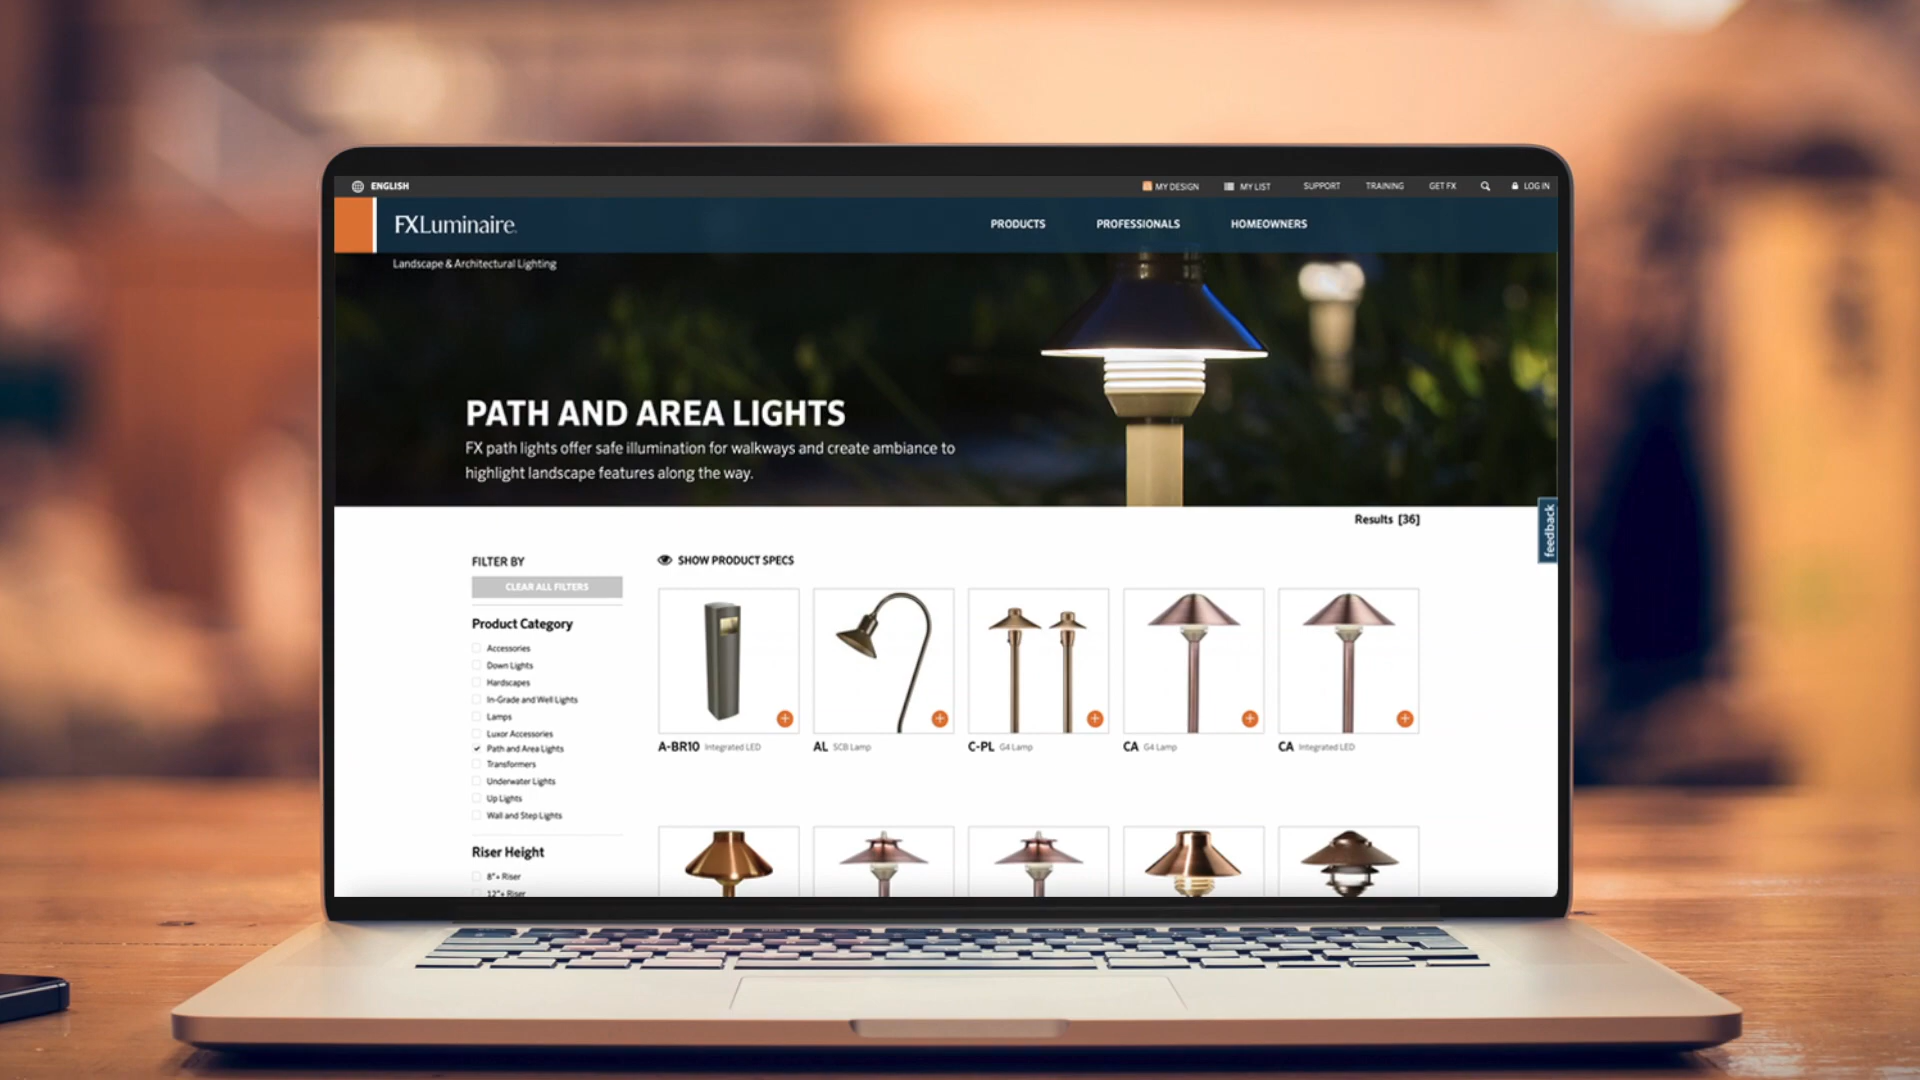 ENGLISH
MY DESIGN
MY LIST
SUPPORT
TRAINING
GET FX
LOG IN
FXLuminaire.
PRODUCTS
PROFESSIONALS
HOMEOWNERS
Landscape & Architectural Lighting
PATH AND AREA LIGHTS
FX path lights offer safe illumination for walkways and create ambiance to
highlight landscape features along the way.
feedback
Results [36]
FILTER BY
CLEAR ALL FILTERS
Product Category
Accessories
Down Lights
Hardscapes
In-Grade and Well Lights
Lamps
Luxor Accessories
Path and Area Lights
Transformers
Underwater Lights
Up Lights
Wall and Step Lights
Riser Height
8"+ Riser
12"+ Riser
SHOW PRODUCT SPECS
A-BR10 Integrated LED
AL SCB Lamp
C-PL G4 Lamp
CA G4 Lamp
CA Integrated LED